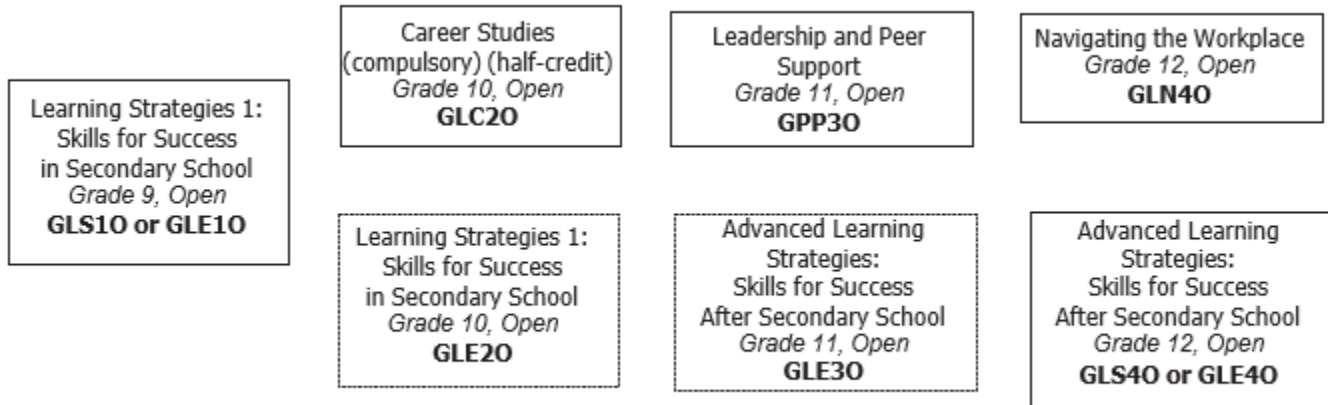 Learning Strategies 1:
Skills for Success
in Secondary School
Grade 9, Open
GLS1O or GLE1O
Career Studies
(compulsory) (half-credit)
Grade 10, Open
GLC2O
Leadership and Peer
Support
Grade 11, Open
GPP3O
Navigating the Workplace
Grade 12, Open
GLN4O
Learning Strategies 1:
Skills for Success
in Secondary School
Grade 10, Open
GLE2O
Advanced Learning
Strategies:
Skills for Success
After Secondary School
Grade 11, Open
GLE3O
Advanced Learning
Strategies:
Skills for Success
After Secondary School
Grade 12, Open
GLS4O or GLE4O